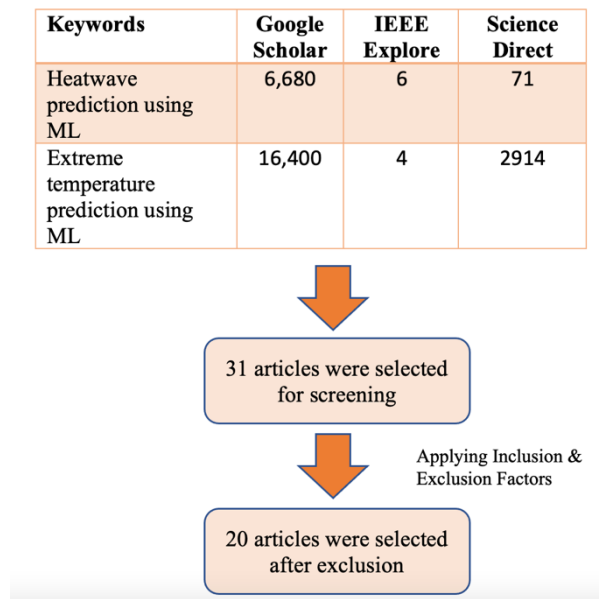 Keywords Google Scholar IEEE Explore Science Direct
Heatwave prediction using ML 6,680 6 71
Extreme temperature prediction using ML 16,400 4 2914
31 articles were selected
for screening
Applying Inclusion &
Exclusion Factors
20 articles were selected
after exclusion